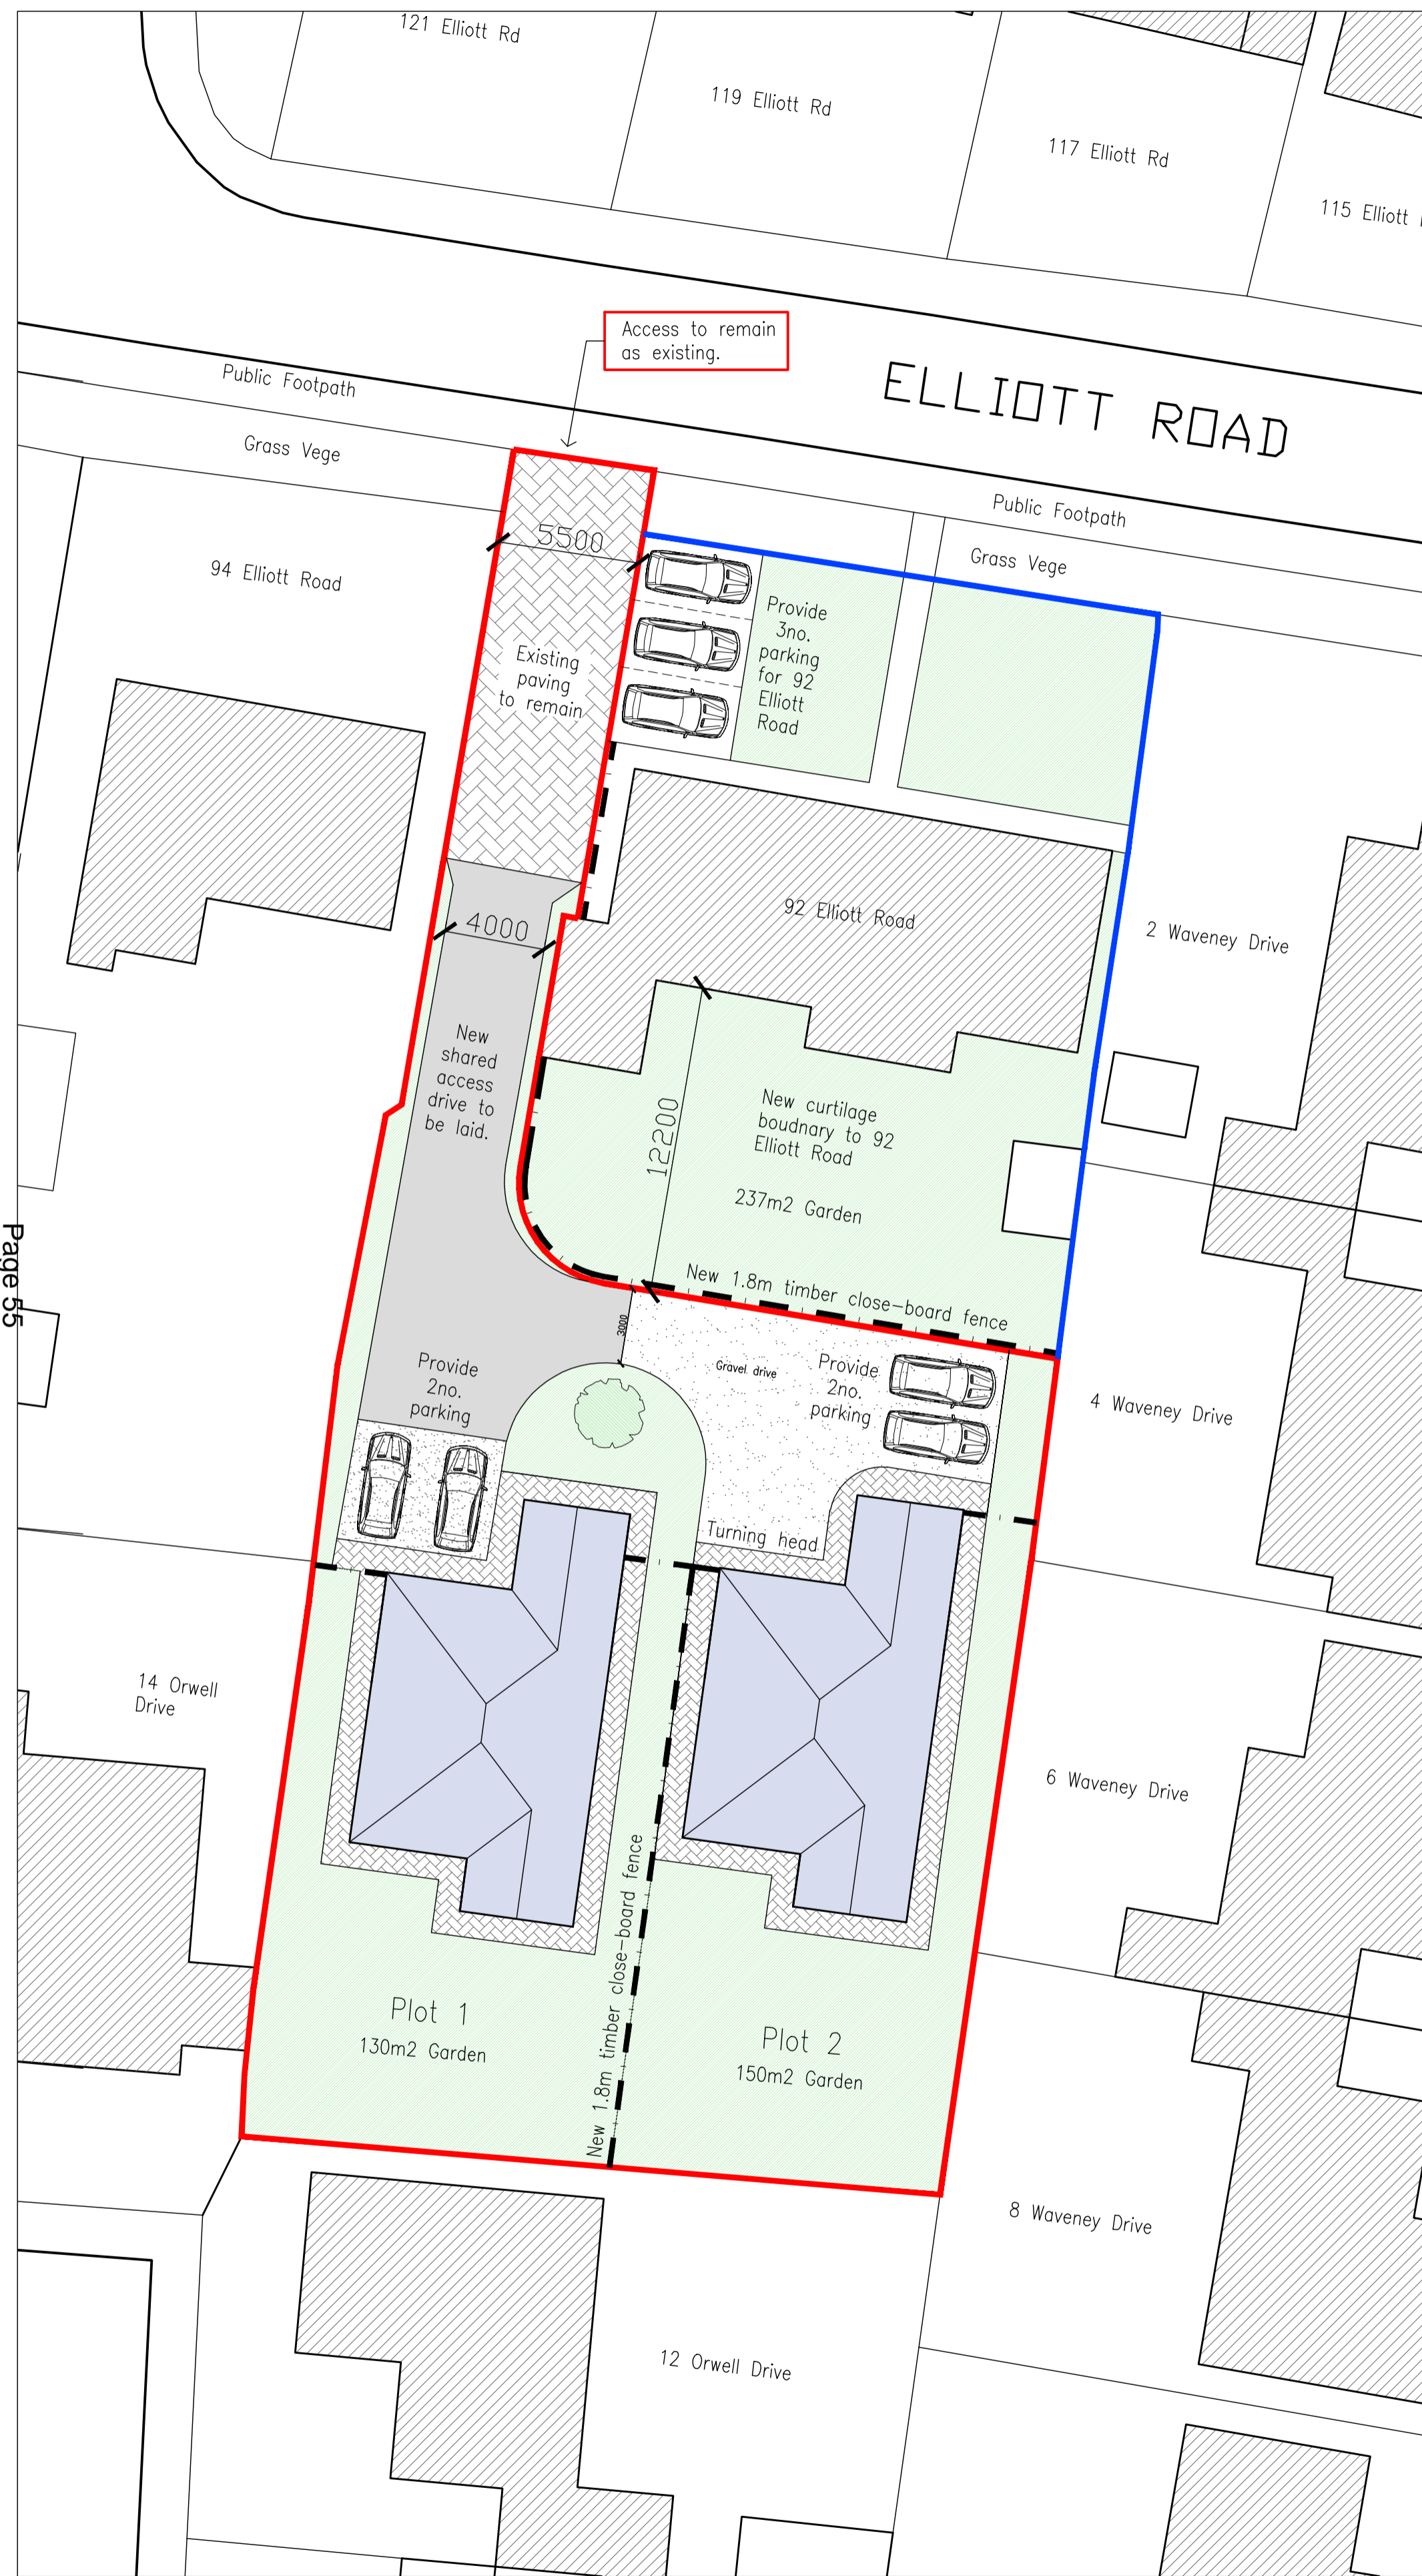 121 Elliott Rd
119 Elliott Rd
117 Elliott Rd
115 Elliott
Access to remain
as existing.
ELLIOTT ROAD
Public Footpath
Grass Vege
Public Footpath
Grass Vege
94 Elliott Road
5500
Existing
paving
to remain
Provide
3no.
parking
for 92
Elliott
Road
92 Elliott Road
2 Waveney Drive
4000
New
shared
access
drive to
be laid.
12200
New curtilage
boudnary to 92
Elliott Road
237m2 Garden
Page 55
New 1.8m timber close-board fence
3000
Gravel drive
Provide
2no.
parking
Provide
2no.
parking
4 Waveney Drive
Turning head
14 Orwell
Drive
6 Waveney Drive
New 1.8m timber close-board fence
Plot 1
130m2 Garden
Plot 2
150m2 Garden
8 Waveney Drive
12 Orwell Drive